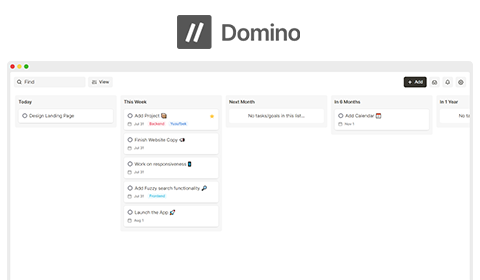 Domino
Find
View
Add
Today
Design Landing Page
This Week
Add Project
Jul 31
Backend
Finish Website Copy
Jul 31
Work on responsiveness
Jul 31
Add Fuzzy search functionality
Jul 31
Frontend
Launch the App
Aug 1
Next Month
No tasks/goals in this list...
In 6 Months
Add Calendar
Nov 1
In 1 Year
No ta